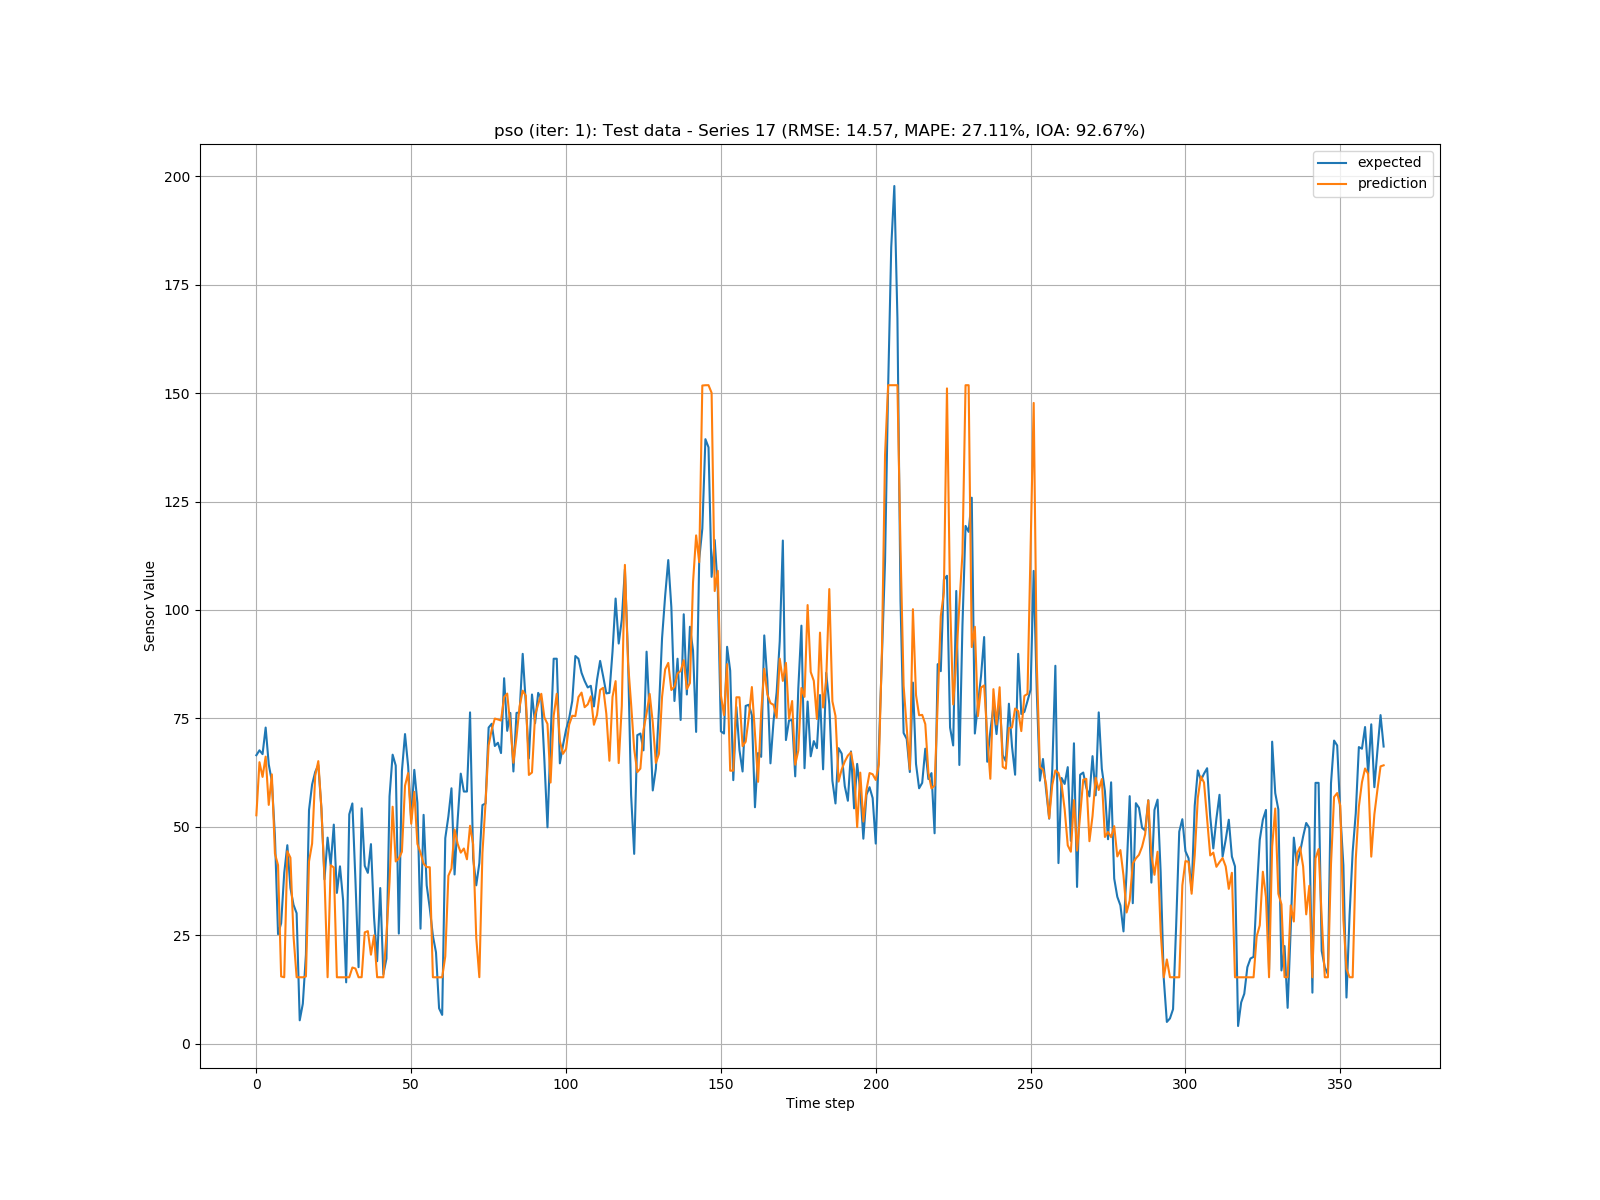 pso (iter: 1): Test data - Series 17 (RMSE: 14.57, MAPE: 27.11%, IOA: 92.67%)
expected
prediction
200
175
150
125
100
75
50
25
0
Sensor Value
0 50 100 150 200 250 300 350
Time step